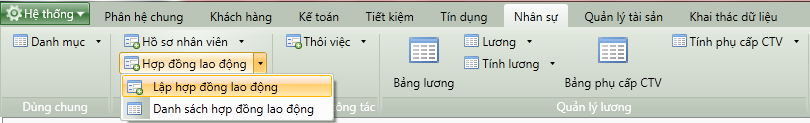 Hệ thống Phân hệ chung Khách hàng Kế toán Tiết kiệm Tín dụng Nhân sự Quản lý tài sản Khai thác dữ liệu
Danh mục Hồ sơ nhân viên Thôi việc Lương Tính phụ cấp CTV
Hợp đồng lao động Tính lương
Bảng lương Bảng phụ cấp CTV
Lập hợp đồng lao động
Danh sách hợp đồng lao động
Dùng chung công tác Quản lý lương